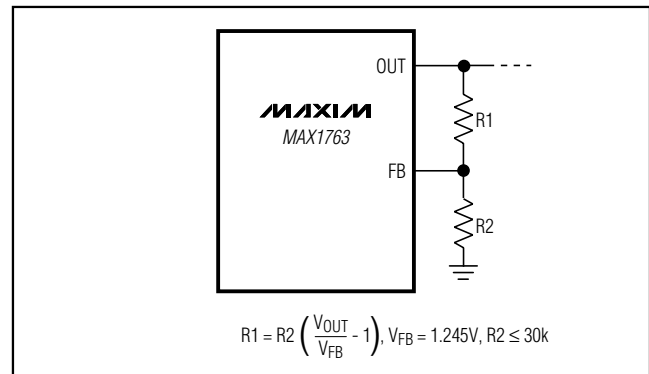 OUT
R1
MAXIM
MAX1763
FB
R2
R1 = R2 ( VOUT / VFB - 1 ), VFB = 1.245V, R2 ≤ 30k